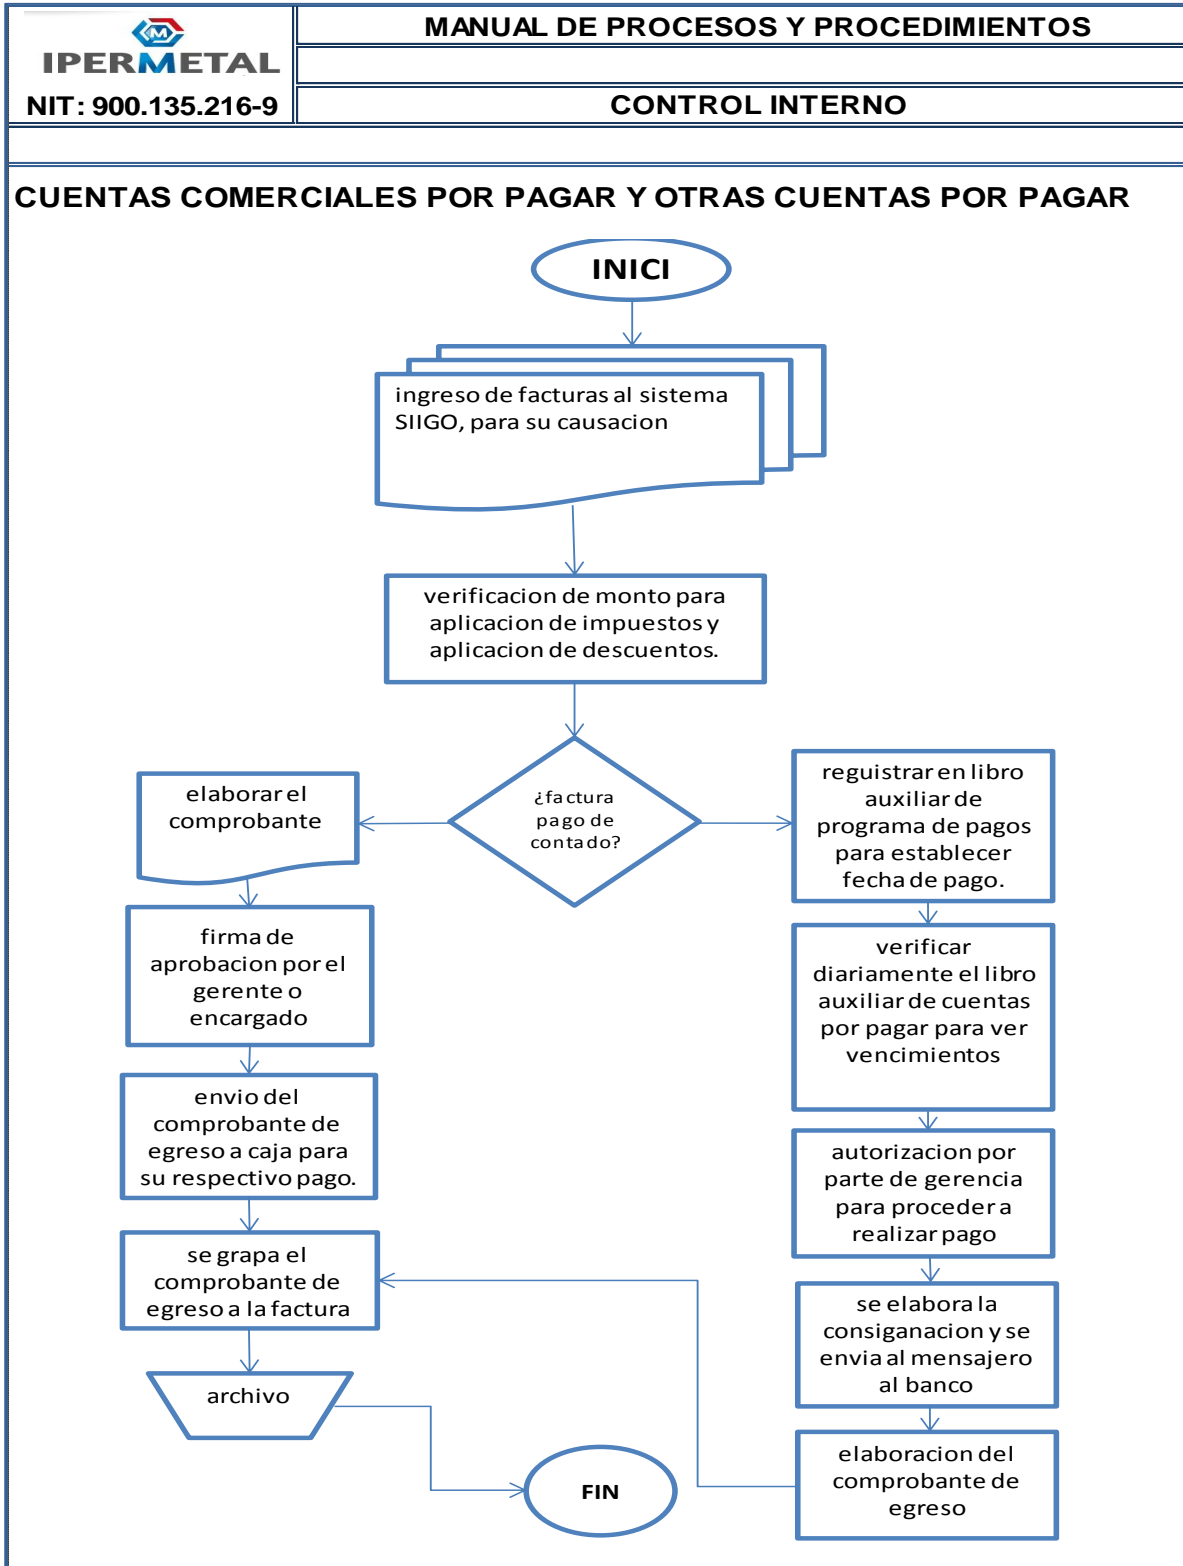 IPERMETAL
NIT: 900.135.216-9
MANUAL DE PROCESOS Y PROCEDIMIENTOS
CONTROL INTERNO
CUENTAS COMERCIALES POR PAGAR Y OTRAS CUENTAS POR PAGAR
INICI
ingreso de facturas al sistema
SIIGO, para su causacion
verificacion de monto para
aplicacion de impuestos y
aplicacion de descuentos.
¿factura
pago de
contado?
elaborar el
comprobante
firma de
aprobacion por el
gerente o
encargado
envio del
comprobante de
egreso a caja para
su respectivo pago.
se grapa el
comprobante de
egreso a la factura
archivo
reguistrar en libro
auxiliar de
programa de pagos
para establecer
fecha de pago.
verificar
diariamente el libro
auxiliar de cuentas
por pagar para ver
vencimientos
autorizacion por
parte de gerencia
para proceder a
realizar pago
se elabora la
consiganacion y se
envia al mensajero
al banco
elaboracion del
comprobante de
egreso
FIN